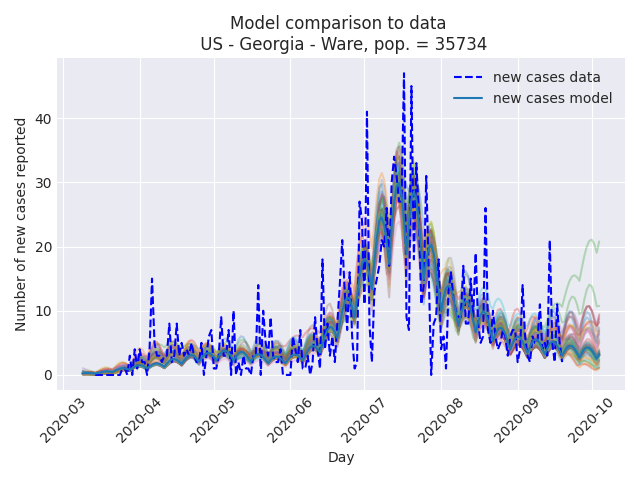 Model comparison to data
US - Georgia - Ware, pop. = 35734
new cases data
new cases model
Number of new cases reported
40
30
20
10
0
2020-03
2020-04
2020-05
2020-06
2020-07
2020-08
2020-09
2020-10
Day